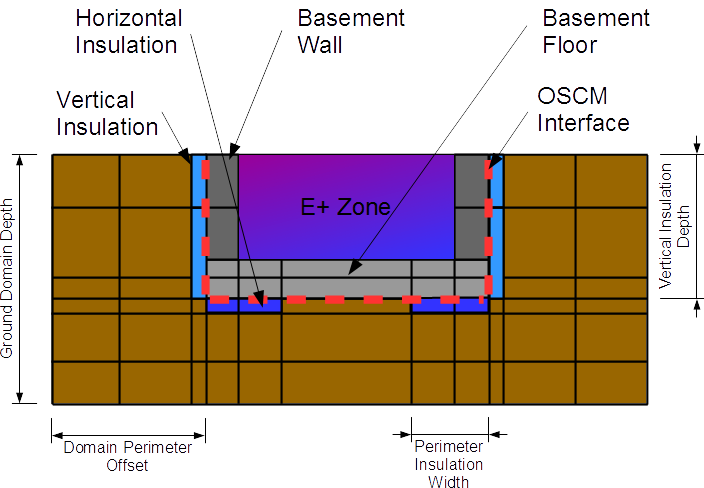 Horizontal
Insulation
Basement
Wall
Basement
Floor
Vertical
Insulation
OSCM
Interface
E+ Zone
Ground Domain Depth
Vertical Insulation
Depth
Domain Perimeter
Offset
Perimeter
Insulation
Width